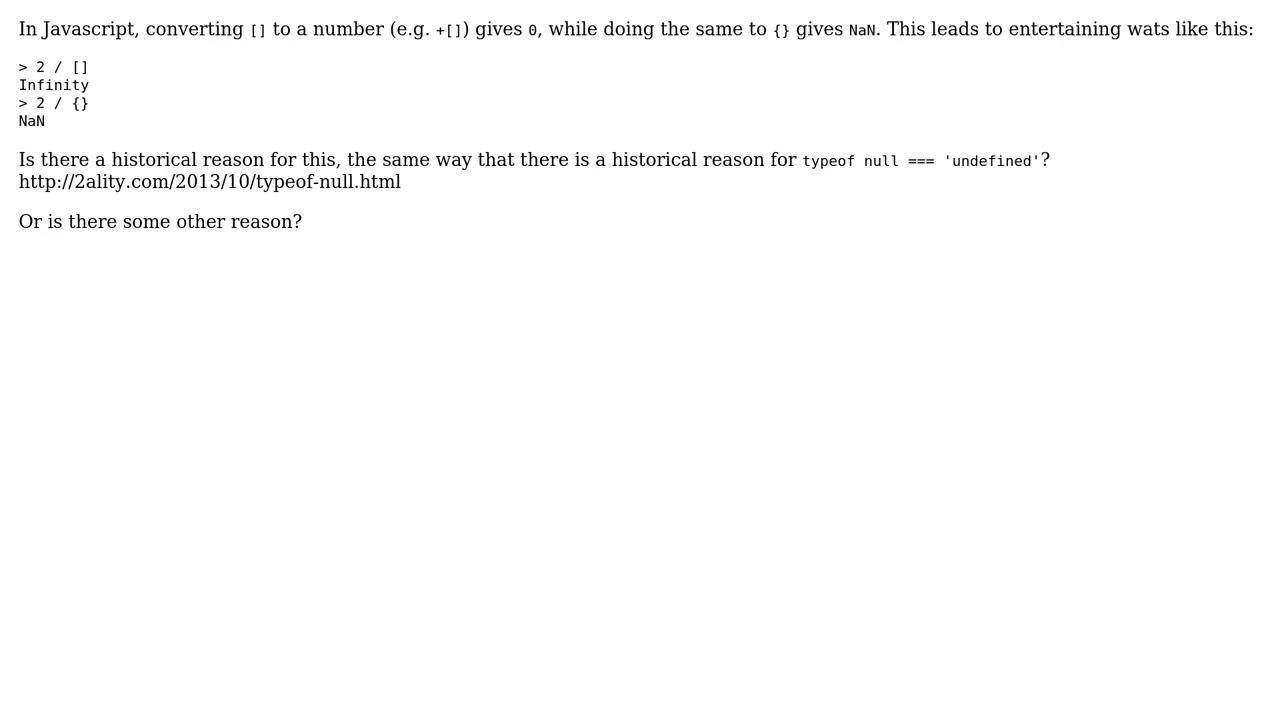 In Javascript, converting [] to a number (e.g. +[]) gives 0, while doing the same to {} gives NaN. This leads to entertaining wats like this:
> 2 / []
Infinity
> 2 / {}
NaN
Is there a historical reason for this, the same way that there is a historical reason for typeof null === 'undefined'?
http://2ality.com/2013/10/typeof-null.html
Or is there some other reason?